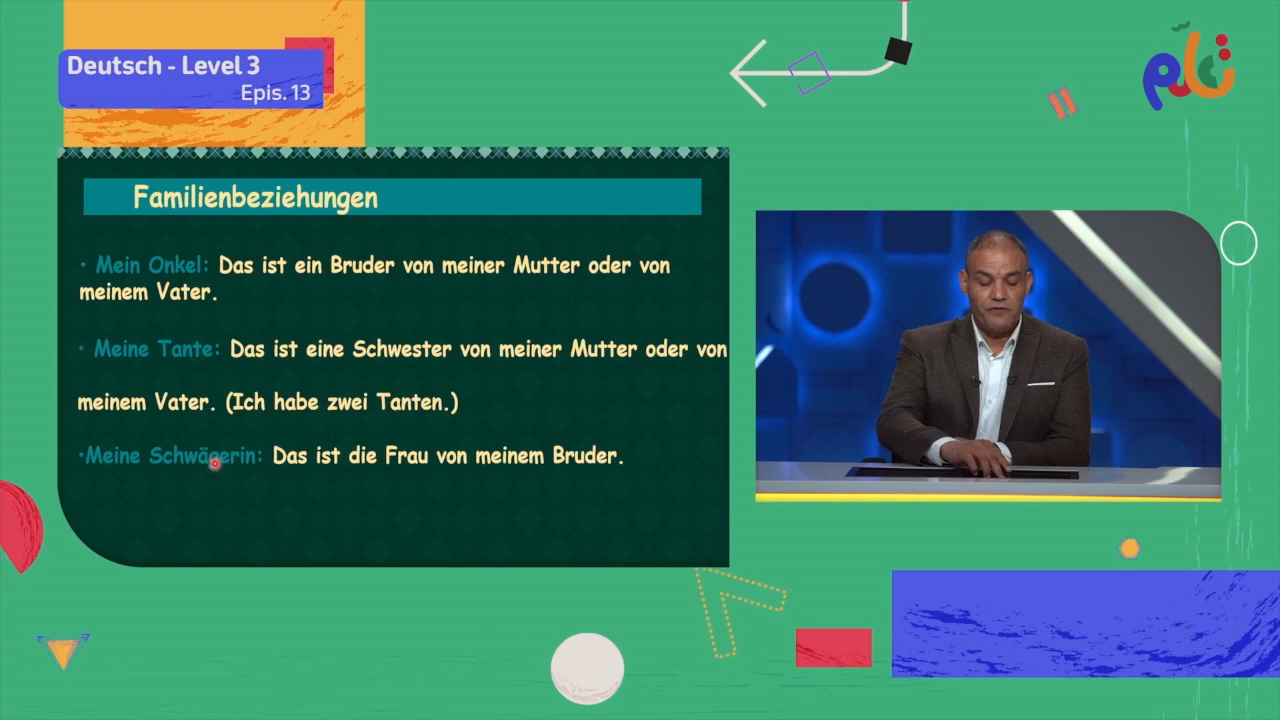 Deutsch - Level 3
Epis. 13
تكلم
Familienbeziehungen
• Mein Onkel: Das ist ein Bruder von meiner Mutter oder von
meinem Vater.
• Meine Tante: Das ist eine Schwester von meiner Mutter oder von
meinem Vater. (Ich habe zwei Tanten.)
•Meine Schwägerin: Das ist die Frau von meinem Bruder.